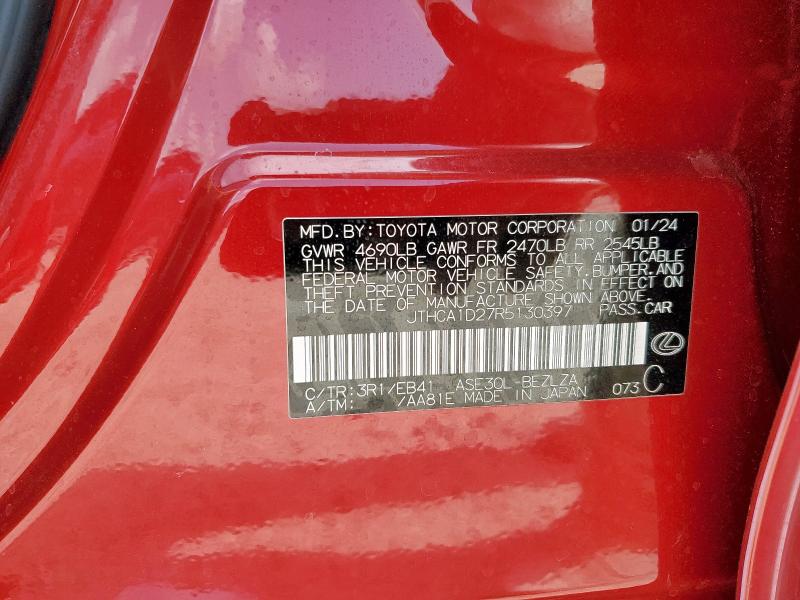 MFD.BY:TOYOTA MOTOR CORPORATION 01/24
GVWR 4690LB GAWR FR 2470LB RR 2545LB
THIS VEHICLE CONFORMS TO ALL APPLICABLE
FEDERAL MOTOR VEHICLE SAFETY,BUMPER,AND
THEFT PREVENTION STANDARDS IN EFFECT ON
THE DATE OF MANUFACTURE SHOWN ABOVE.
JTHCA1D27R5130397 PASS.CAR
C/TR:3R1/EB41 ASE30L-BEZLZA C
A/TM: /AA81E MADE IN JAPAN 073